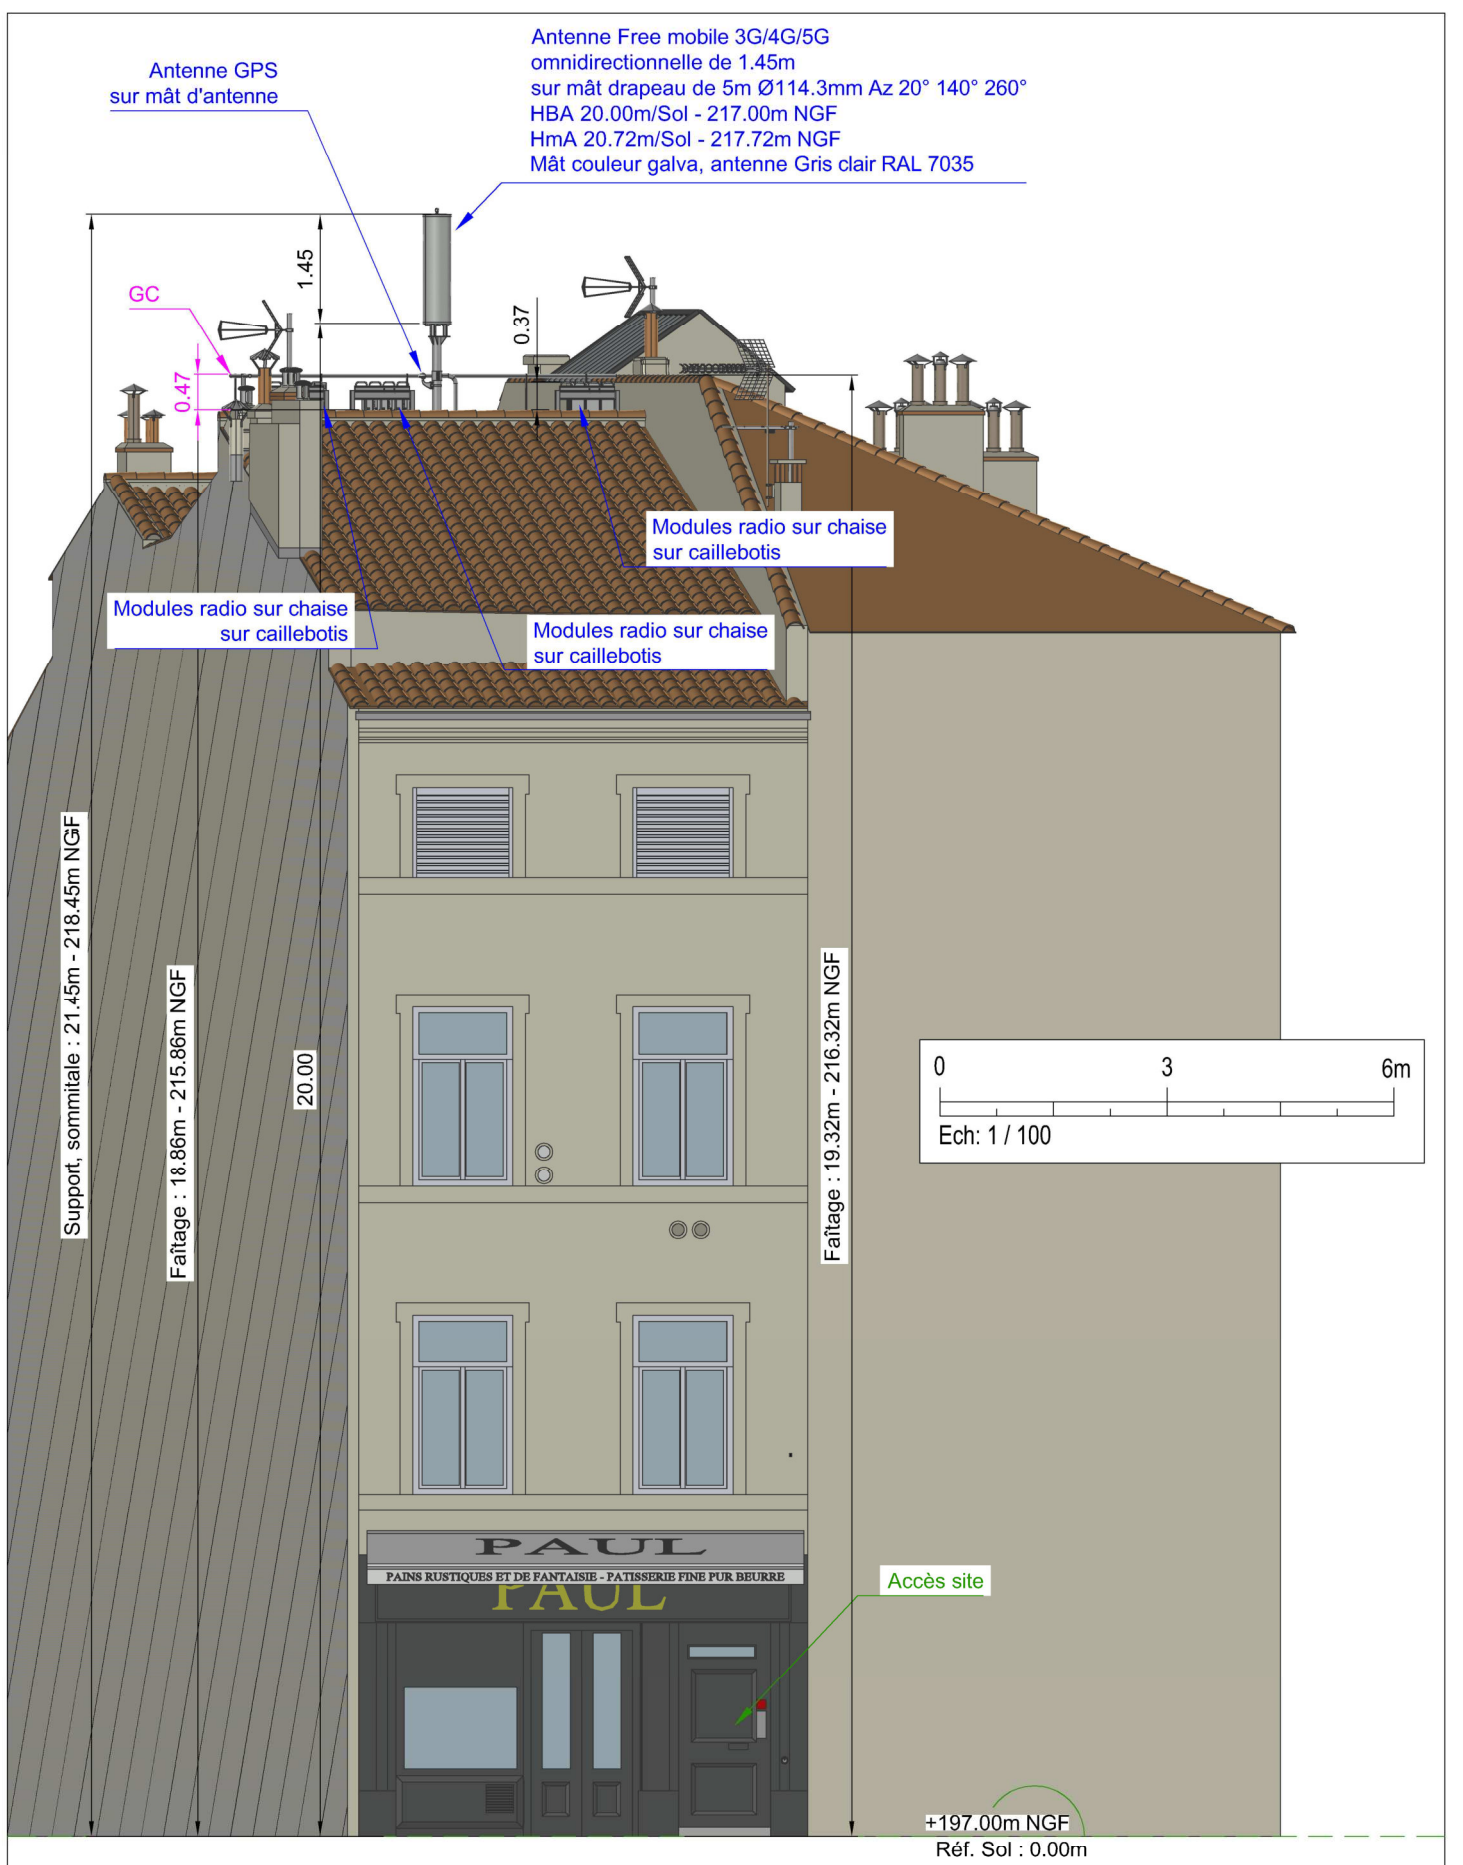 Antenne Free mobile 3G/4G/5G
omnidirectionnelle de 1.45m
sur mât drapeau de 5m Ø114.3mm Az 20° 140° 260°
HBA 20.00m/Sol - 217.00m NGF
HmA 20.72m/Sol - 217.72m NGF
Mât couleur galva, antenne Gris clair RAL 7035
Antenne GPS
sur mât d'antenne
1.45
GC
0.37
0.47
Modules radio sur chaise
sur caillebotis
Modules radio sur chaise
sur caillebotis
Modules radio sur chaise
sur caillebotis
Support, sommitale : 21.45m - 218.45m NGF
Faîtage : 18.86m - 215.86m NGF
20.00
Faîtage : 19.32m - 216.32m NGF
0 3 6m
Ech: 1 / 100
PAUL
PAINS RUSTIQUES ET DE FANTAISIE - PATISSERIE FINE PUR BEURRE
PAUL
Accès site
+197.00m NGF
Réf. Sol : 0.00m